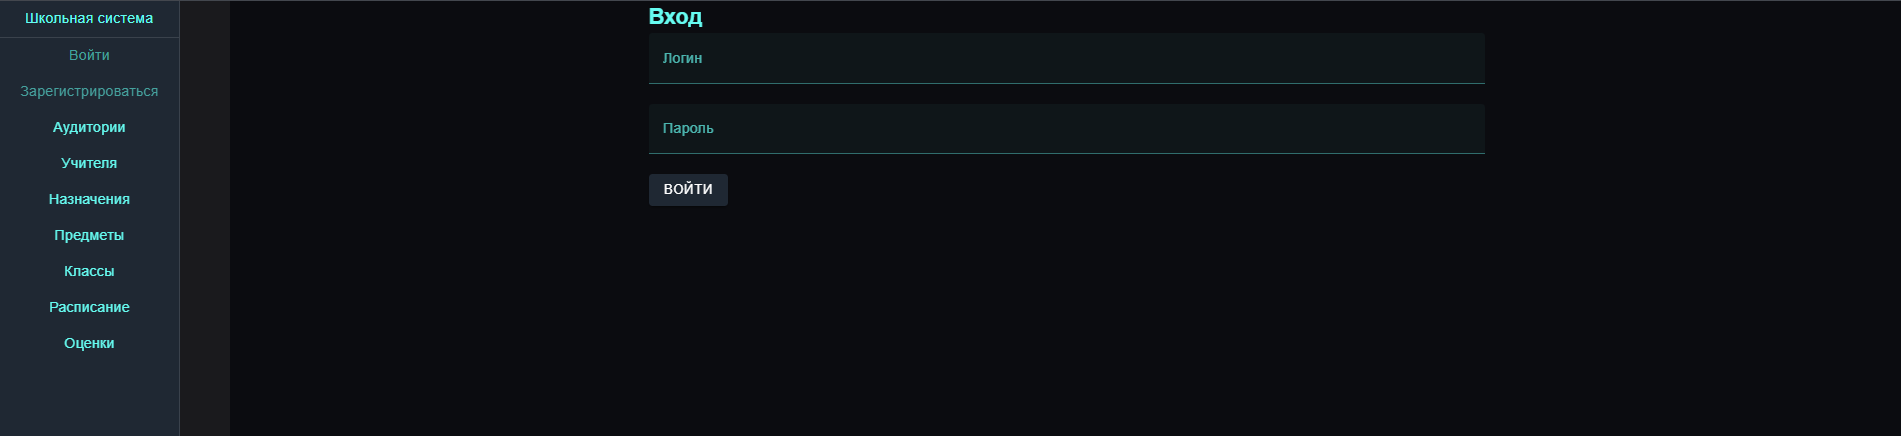 Школьная система
Войти
Зарегистрироваться
Аудитории
Учителя
Назначения
Предметы
Классы
Расписание
Оценки
Вход
Логин
Пароль
ВОЙТИ